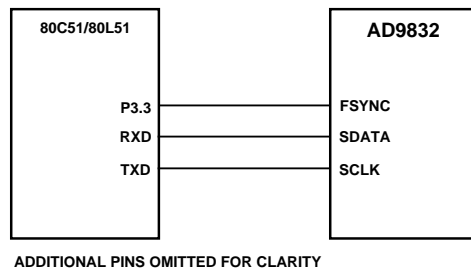 80C51/80L51
AD9832
P3.3
FSYNC
RXD
SDATA
TXD
SCLK
ADDITIONAL PINS OMITTED FOR CLARITY